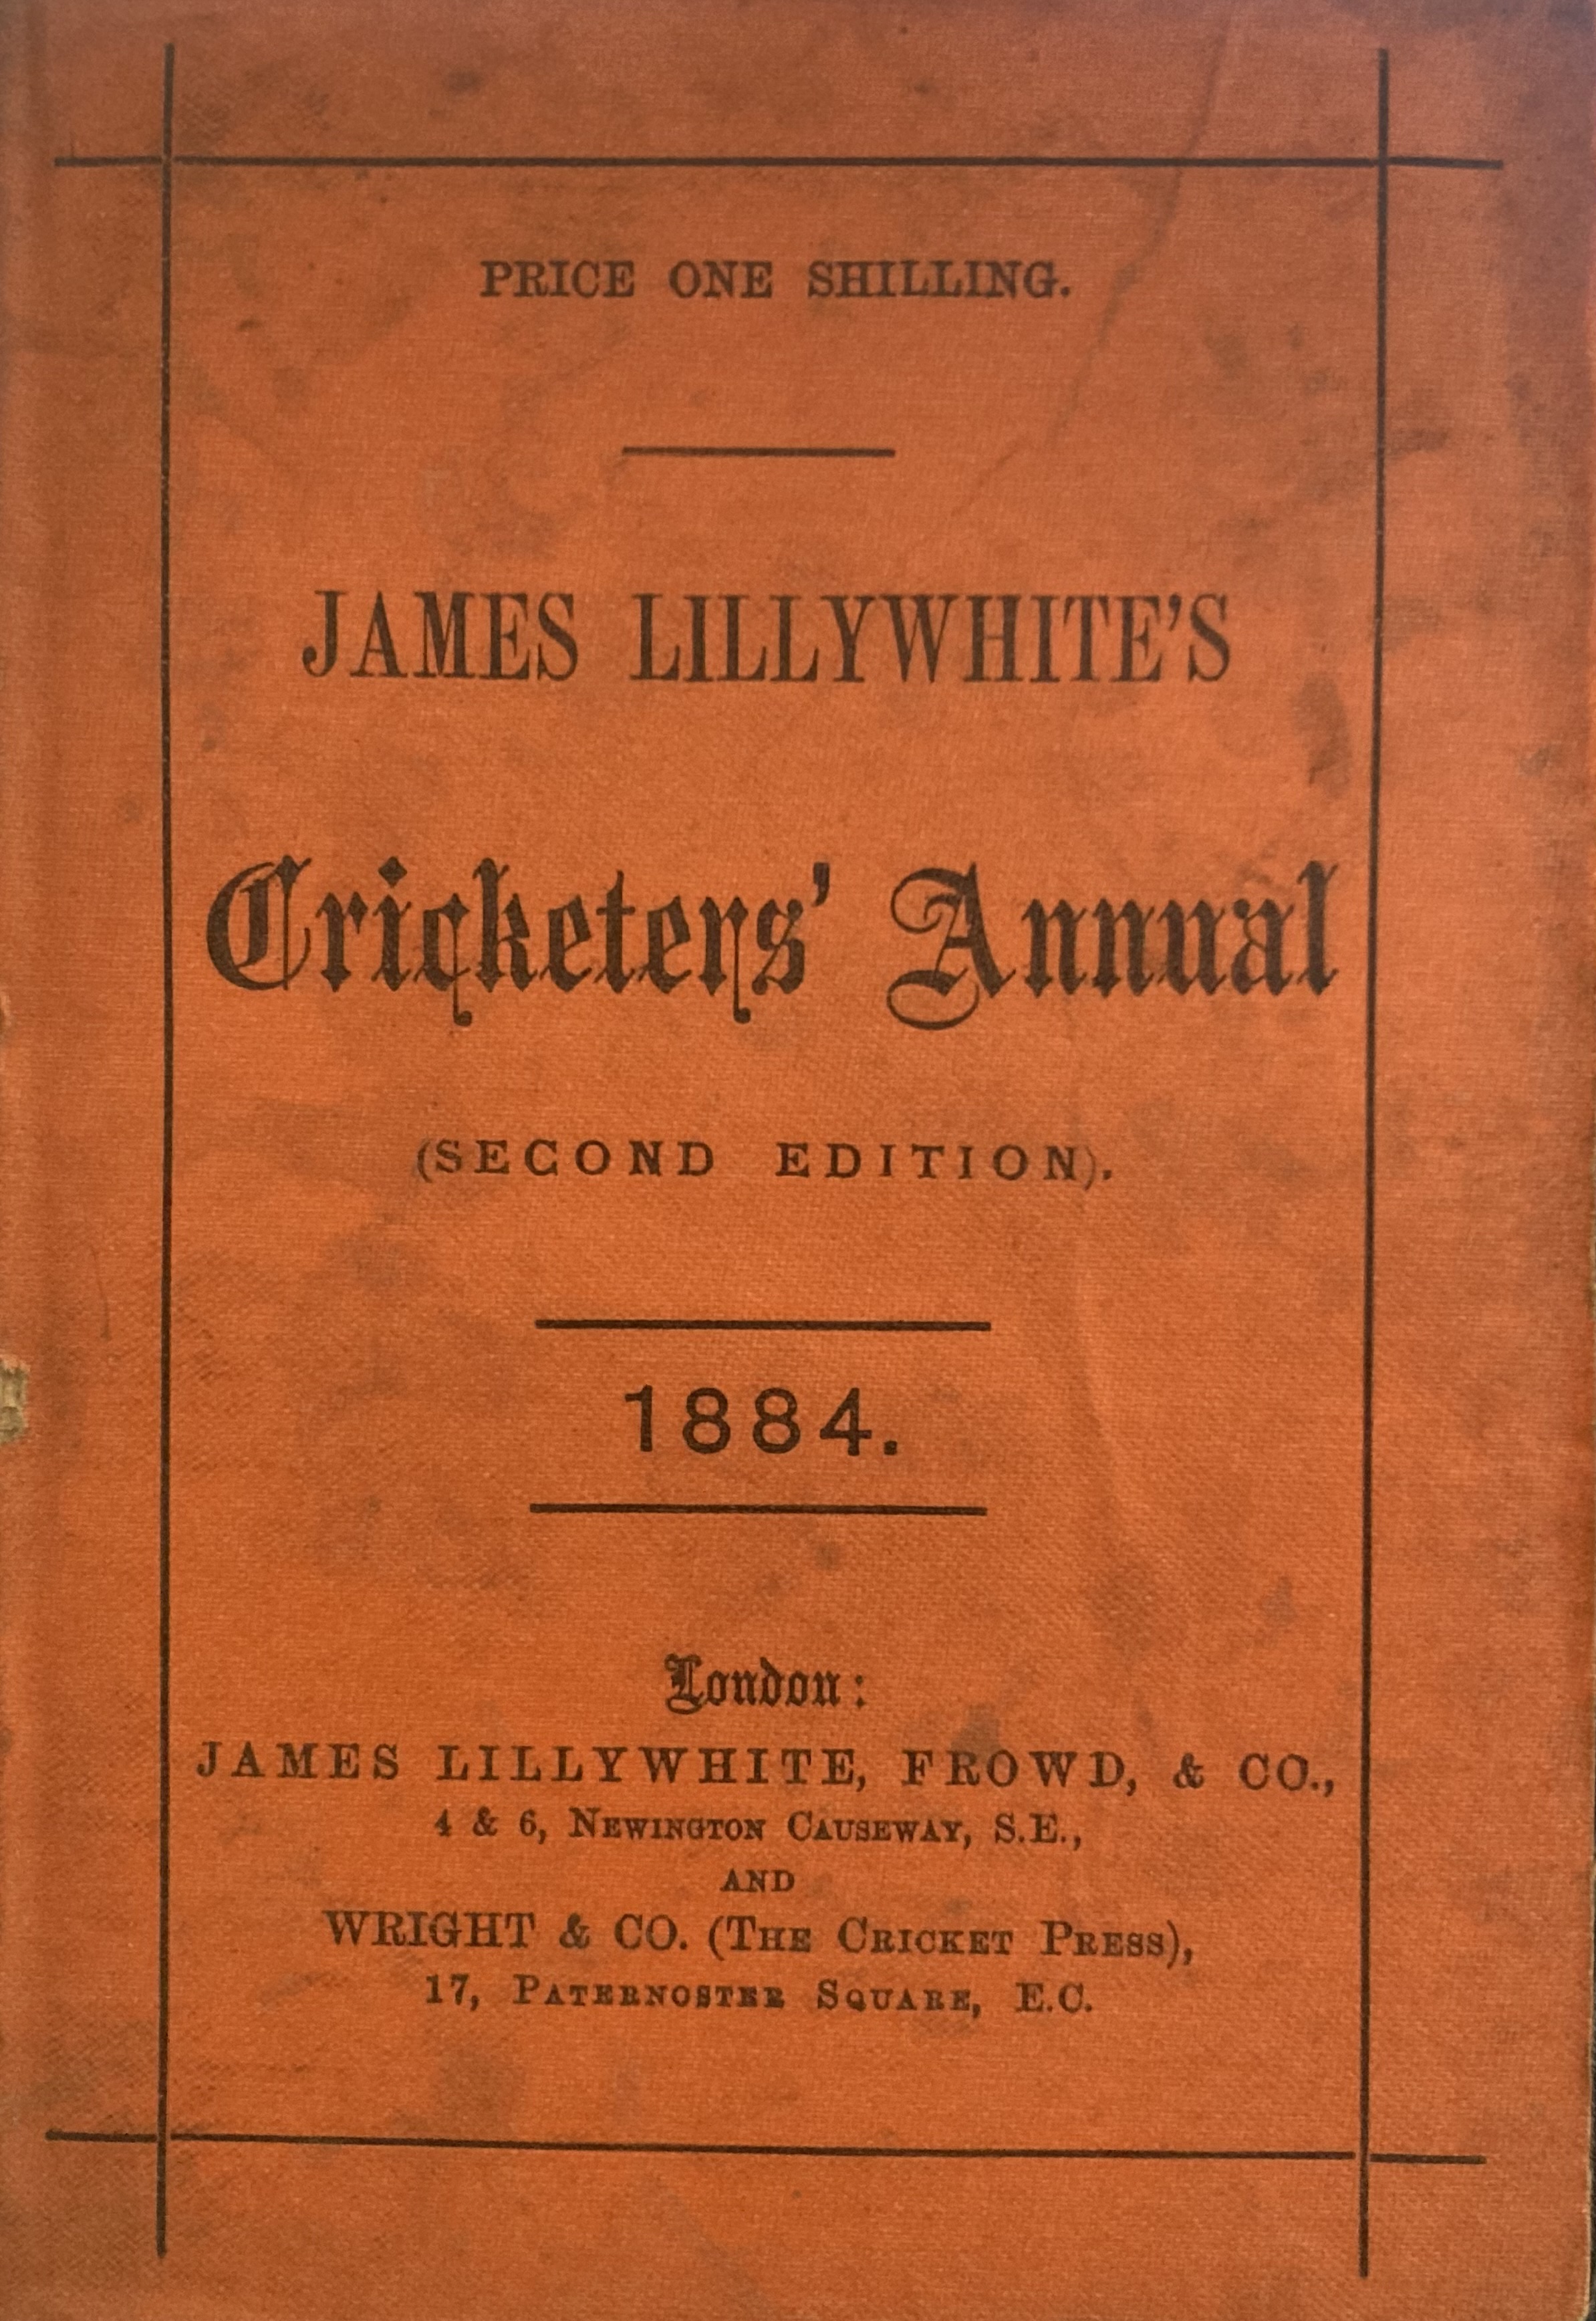 PRICE ONE SHILLING.
JAMES LILLYWHITE'S
Cricketers' Annual
(SECOND EDITION).
1884.
London:
JAMES LILLYWHITE, FROWD, & CO.,
4 & 6, NEWINGTON CAUSEWAY, S.E.,
AND
WRIGHT & CO. (THE CRICKET PRESS),
17, PATERNOSTER SQUARE, E.C.